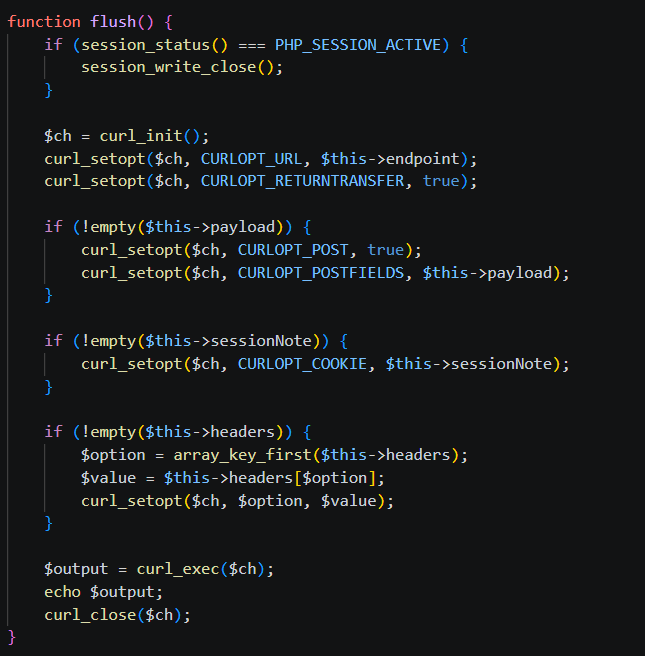 function flush() {
    if (session_status() === PHP_SESSION_ACTIVE) {
        session_write_close();
    }

    $ch = curl_init();
    curl_setopt($ch, CURLOPT_URL, $this->endpoint);
    curl_setopt($ch, CURLOPT_RETURNTRANSFER, true);

    if (!empty($this->payload)) {
        curl_setopt($ch, CURLOPT_POST, true);
        curl_setopt($ch, CURLOPT_POSTFIELDS, $this->payload);
    }

    if (!empty($this->sessionNote)) {
        curl_setopt($ch, CURLOPT_COOKIE, $this->sessionNote);
    }

    if (!empty($this->headers)) {
        $option = array_key_first($this->headers);
        $value = $this->headers[$option];
        curl_setopt($ch, $option, $value);
    }

    $output = curl_exec($ch);
    echo $output;
    curl_close($ch);
}